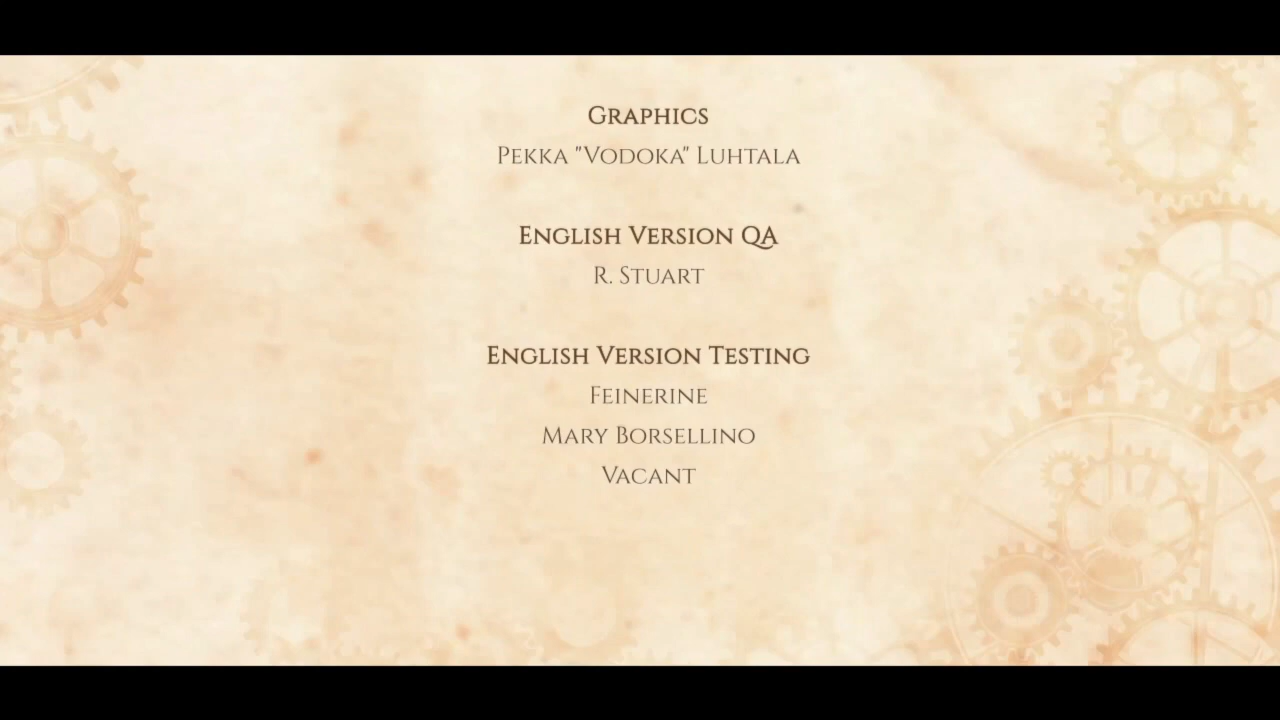 Graphics
Pekka "Vodoka" Luhtala
English Version QA
R. Stuart
English Version Testing
Feinerine
Mary Borsellino
Vacant